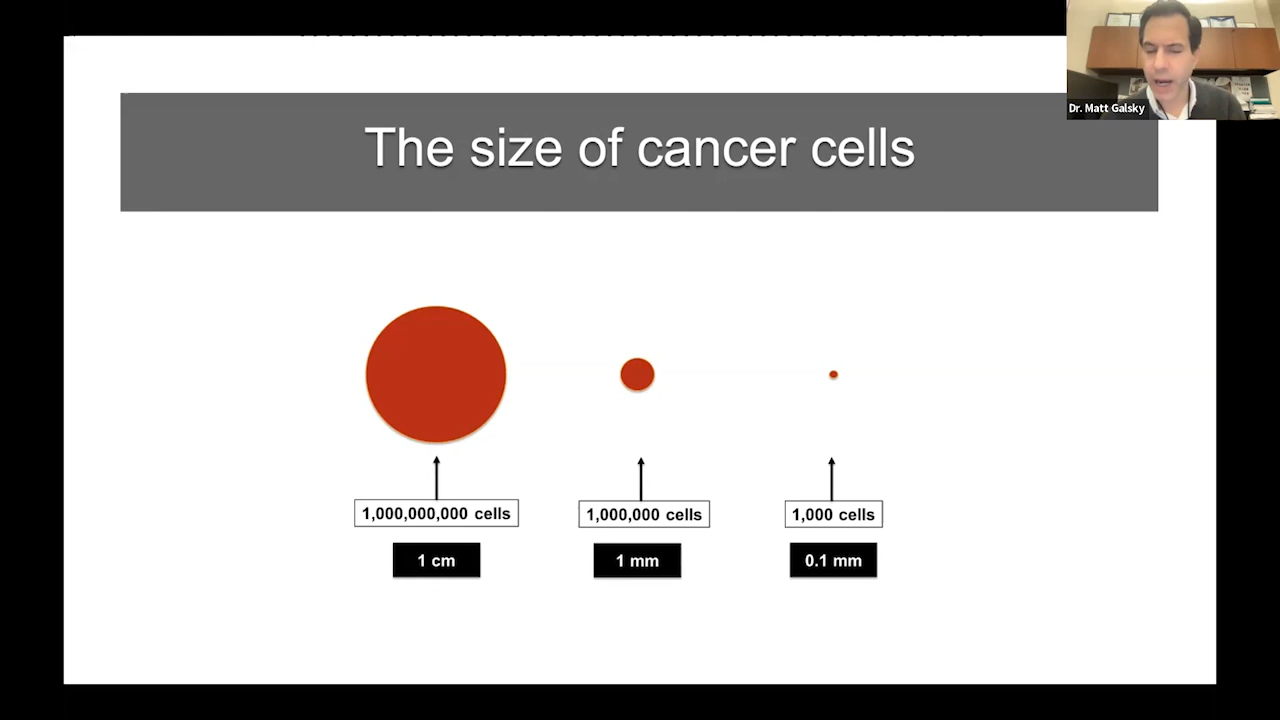 Dr. Matt Galsky
The size of cancer cells
1,000,000,000 cells
1,000,000 cells
1,000 cells
1 cm
1 mm
0.1 mm